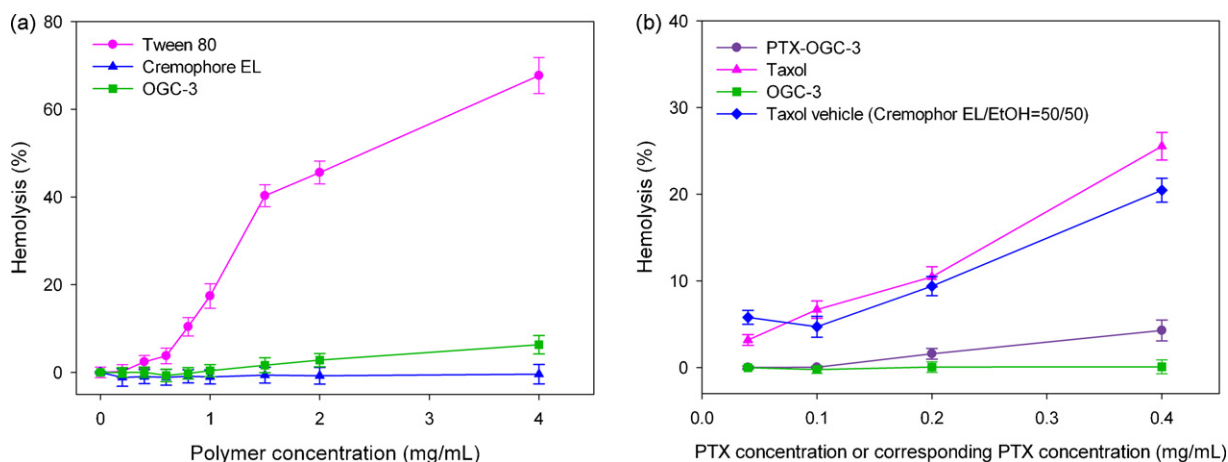 (a)
80
60
40
20
0
Hemolysis (%)
Tween 80
Cremophore EL
OGC-3
0
1
2
3
4
Polymer concentration (mg/mL)
(b)
40
30
20
10
0
Hemolysis (%)
PTX-OGC-3
Taxol
OGC-3
Taxol vehicle (Cremophor EL/EtOH=50/50)
0.0
0.1
0.2
0.3
0.4
PTX concentration or corresponding PTX concentration (mg/mL)